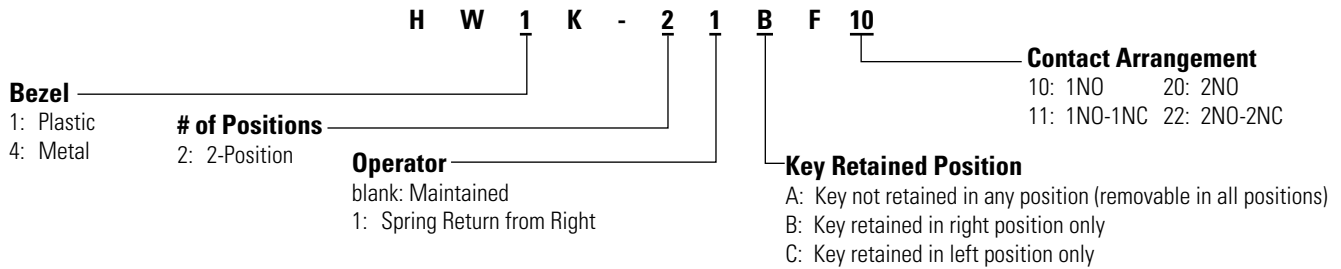 H W 1 K - 2 1 B F 10
Bezel
1: Plastic
4: Metal
# of Positions
2: 2-Position
Operator
blank: Maintained
1: Spring Return from Right
Key Retained Position
A: Key not retained in any position (removable in all positions)
B: Key retained in right position only
C: Key retained in left position only
Contact Arrangement
10: 1NO 20: 2NO
11: 1NO-1NC 22: 2NO-2NC